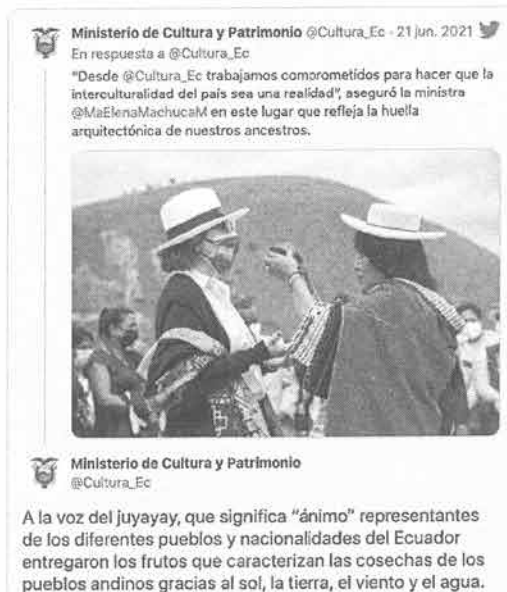 Ministerio de Cultura y Patrimonio @Cultura_Ec · 21 jun. 2021
En respuesta a @Cultura_Ec
"Desde @Cultura_Ec trabajamos comprometidos para hacer que la
interculturalidad del país sea una realidad", aseguró la ministra
@MaElenaMachucaM en este lugar que refleja la huella
arquitectónica de nuestros ancestros.
Ministerio de Cultura y Patrimonio
@Cultura_Ec
A la voz del juyayay, que significa "ánimo" representantes
de los diferentes pueblos y nacionalidades del Ecuador
entregaron los frutos que caracterizan las cosechas de los
pueblos andinos gracias al sol, la tierra, el viento y el agua.